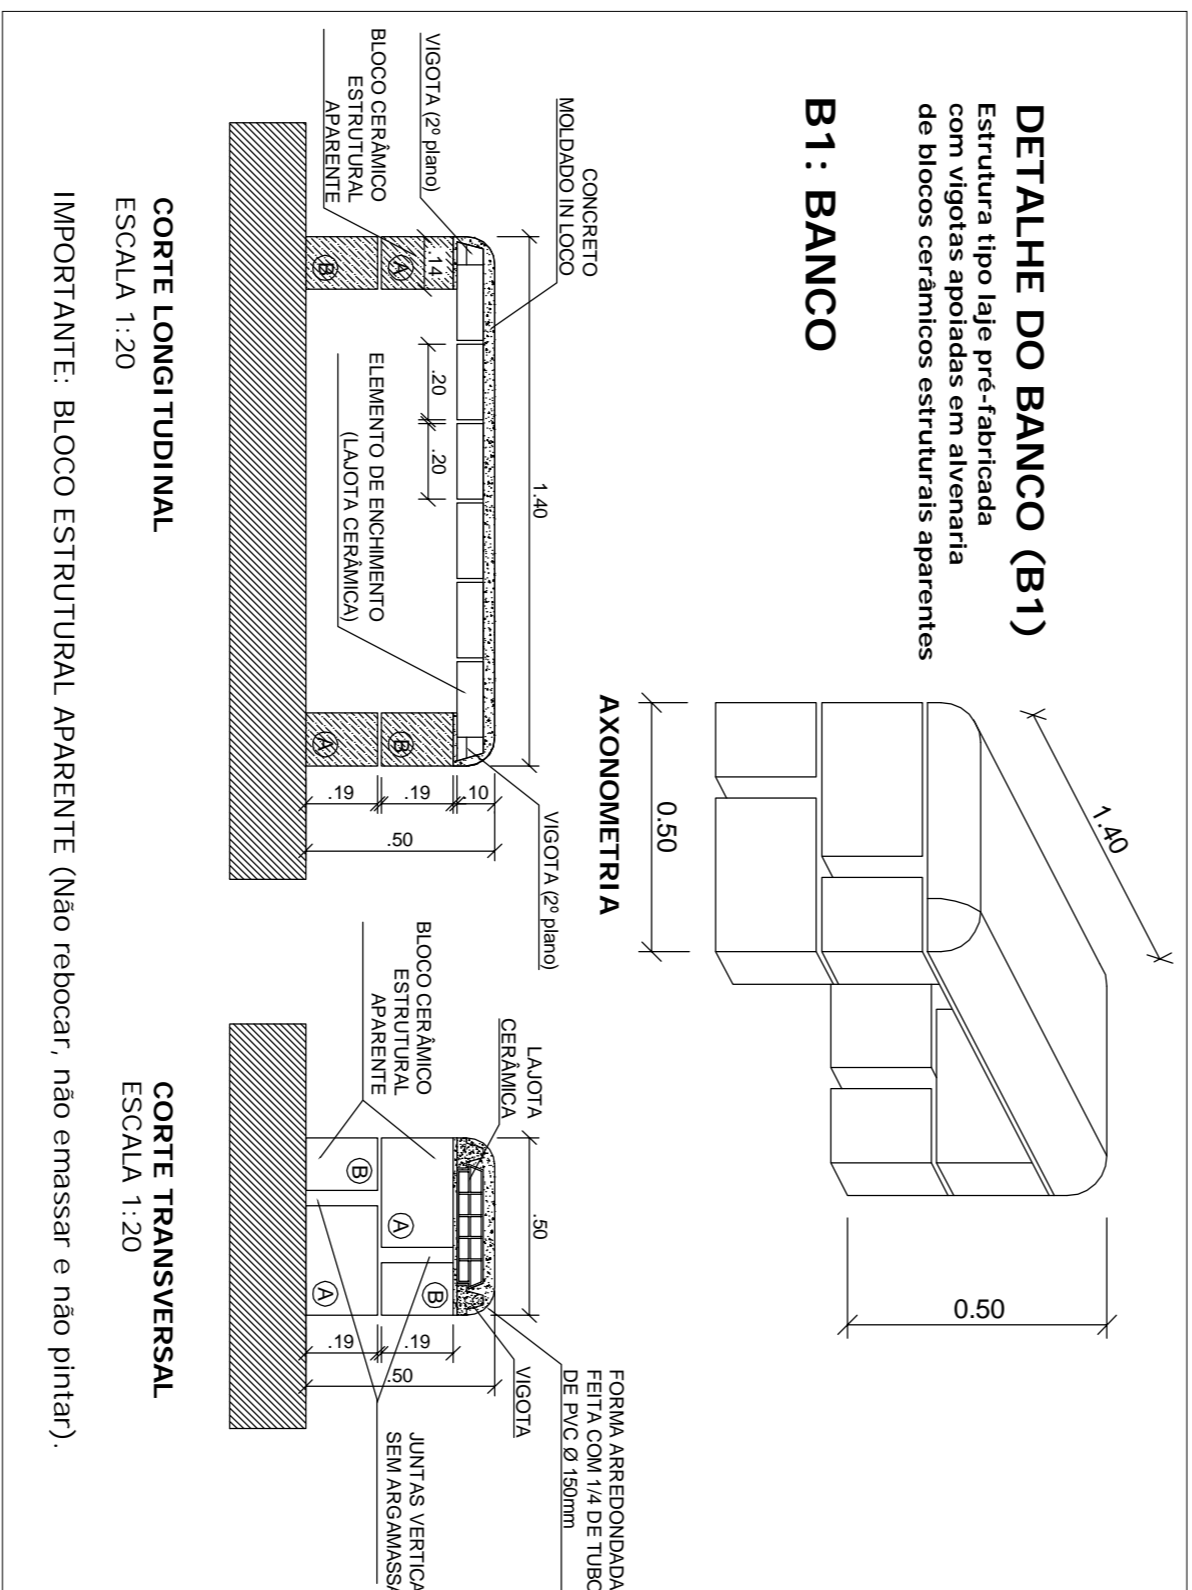 DETALHE DO BANCO (B1)
Estrutura tipo laje pré-fabricada
com vigotas apoiadas em alvenaria
de blocos cerâmicos estruturais aparentes
B1: BANCO
1.40
0.50
0.50
AXONOMETRIA
CONCRETO
MOLDADO IN LOCO
VIGOTA (2º plano)
BLOCO CERÂMICO
ESTRUTURAL
APARENTE
1.40
.14
.20
.20
A
B
B
A
ELEMENTO DE ENCHIMENTO
(LAJOTA CERÂMICA)
VIGOTA (2º plano)
.10
.19
.19
.50
CORTE LONGITUDINAL
ESCALA 1:20
FORMA ARREDONDADA
FEITA COM 1/4 DE TUBO
DE PVC Ø 150mm
LAJOTA
CERÂMICA
.50
VIGOTA
BLOCO CERÂMICO
ESTRUTURAL
APARENTE
A
B
B
A
.19
.19
.50
JUNTAS VERTICA
SEM ARGAMASSA
CORTE TRANSVERSAL
ESCALA 1:20
IMPORTANTE: BLOCO ESTRUTURAL APARENTE (Não rebocar, não emassar e não pintar).